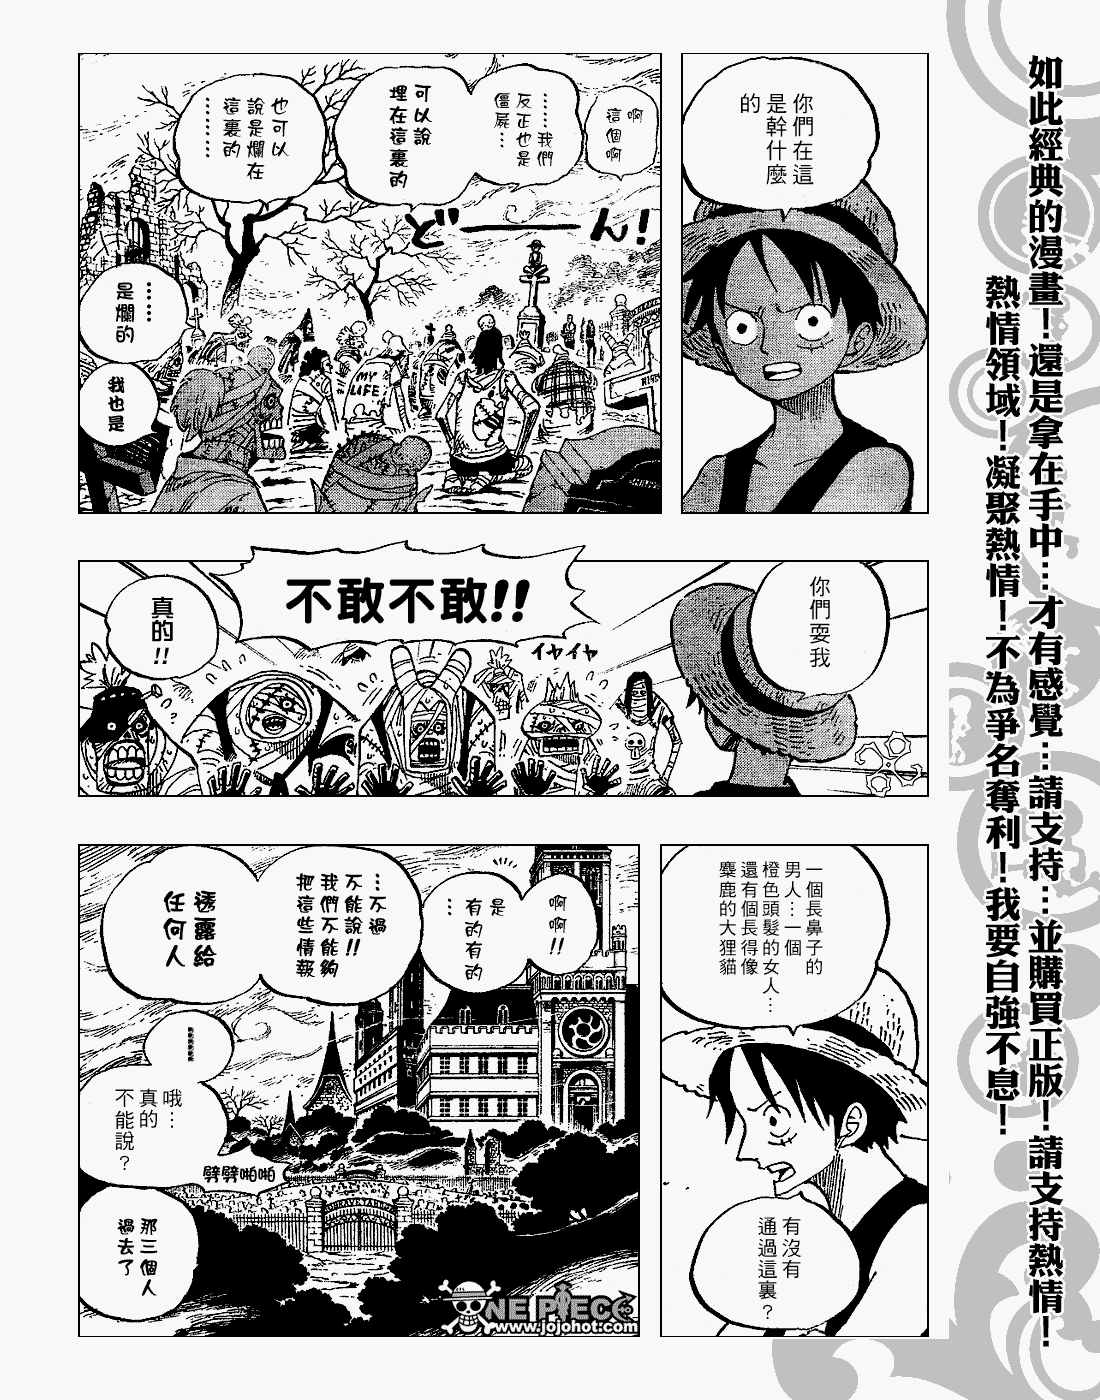 如此經典的漫畫！還是拿在手中…才有感覺…請支持…並購買正版！請支持熱情！
熱情領域！凝聚熱情！不為爭名奪利！我要自強不息！
你們在這
是幹什麼
的
啊
這個啊
……我們
反正也是
僵屍…
可以說
埋在這裏的
也可以
說是爛在
這裏的
………
……
是爛的
我也是
どーん!
MY
LIFE
你們耍我
不敢不敢!!
真的!!
イヤイヤ
一個長鼻子的
男人…一個
橙色頭髮的女人…
還有個長得像
麋鹿的大狸貓
有沒有
通過這裏？
啊啊!!
是
有的有的
…
…不過
不能說!!
我們不能夠
把這些情報
透露給
任何人
哦…
真的
不能說？
劈劈啪啪
那三個人
過去了
ONE PIECE
www.jojohot.com